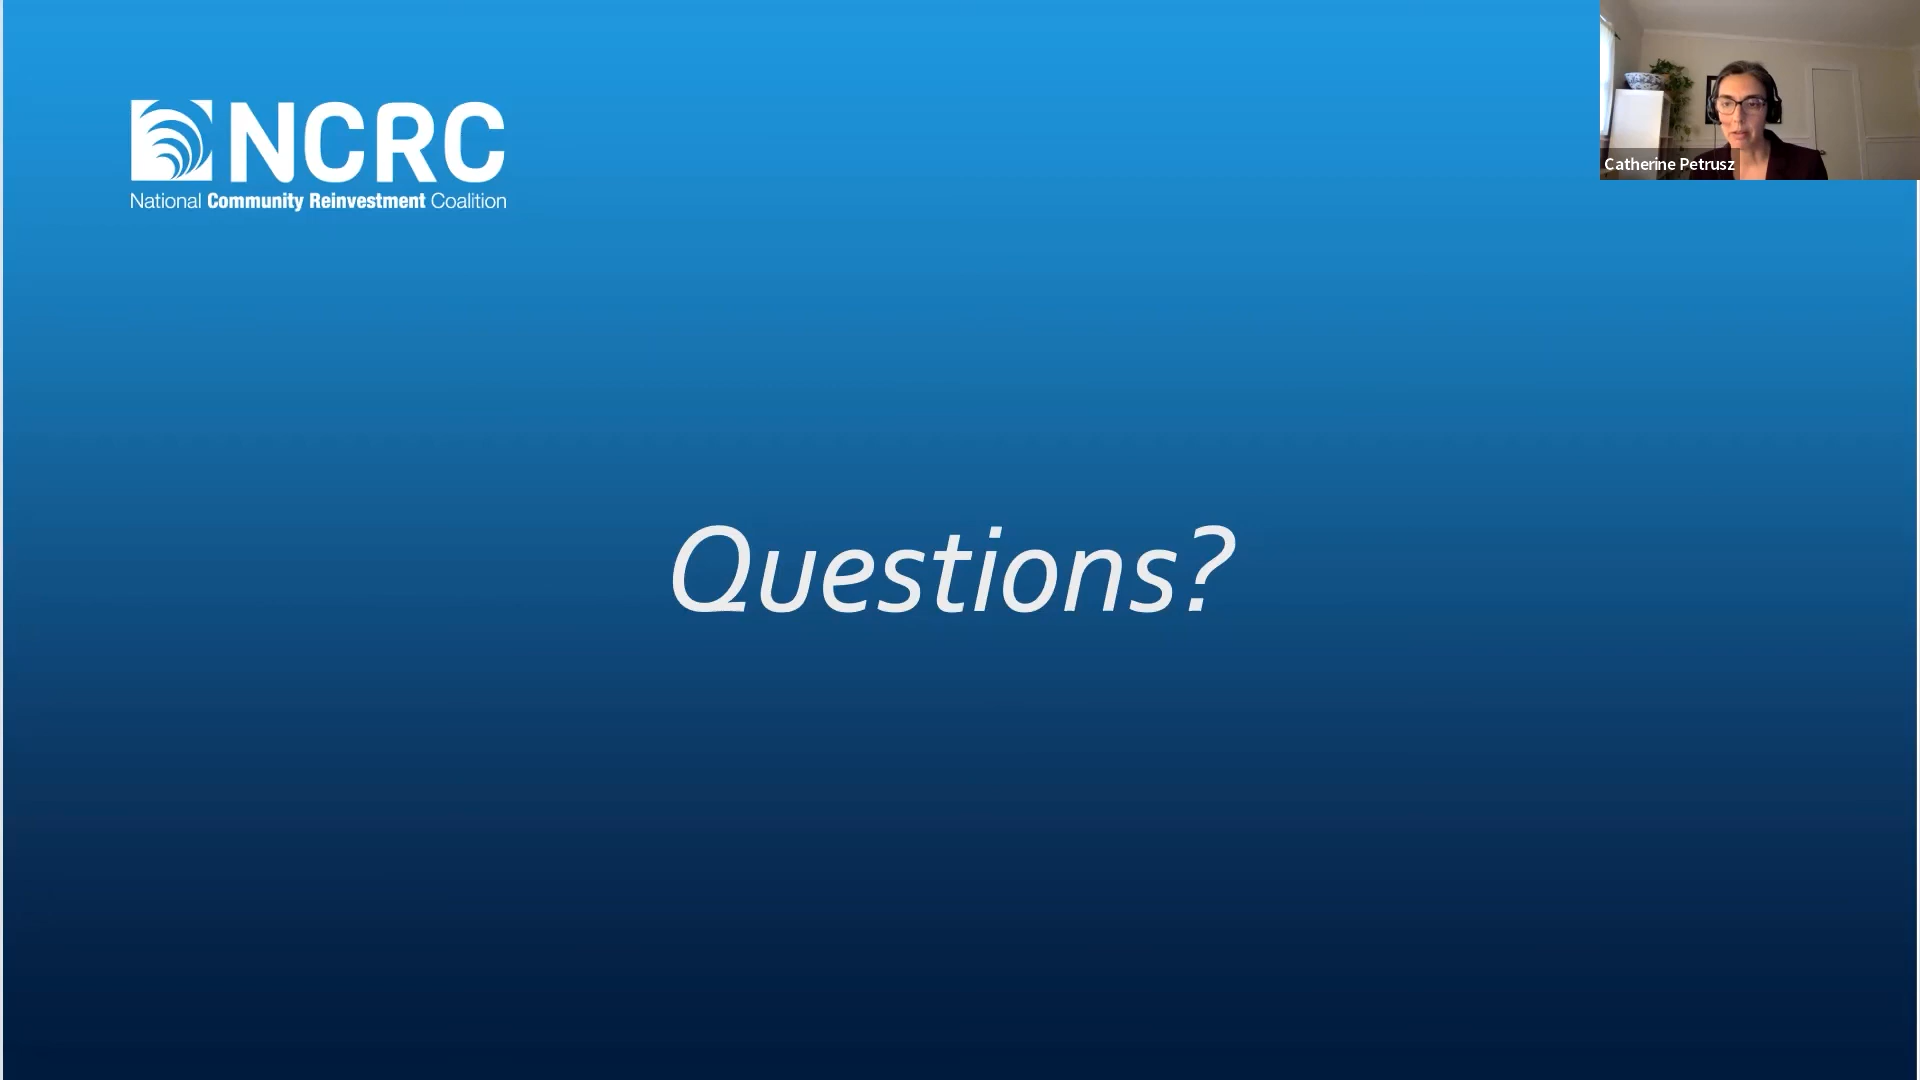 NCRC
National Community Reinvestment Coalition
Catherine Petrusz
Questions?